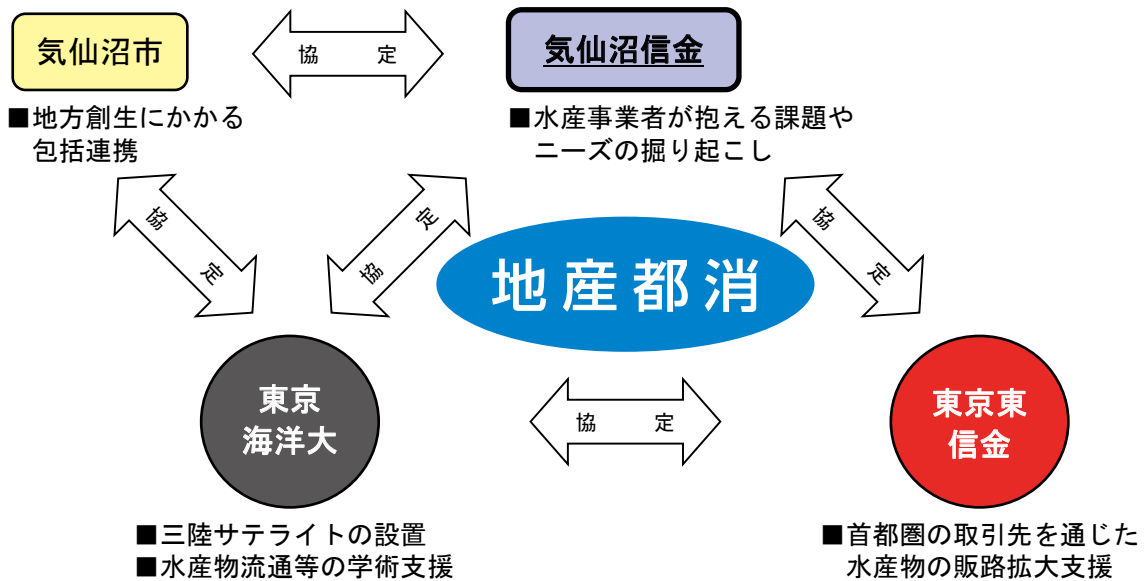 気仙沼市
協 定
気仙沼信金
■地方創生にかかる
包括連携
■水産事業者が抱える課題や
ニーズの掘り起こし
協 定
協 定
協 定
地産都消
東京
海洋大
協 定
東京東
信金
■三陸サテライトの設置
■水産物流通等の学術支援
■首都圏の取引先を通じた
水産物の販路拡大支援